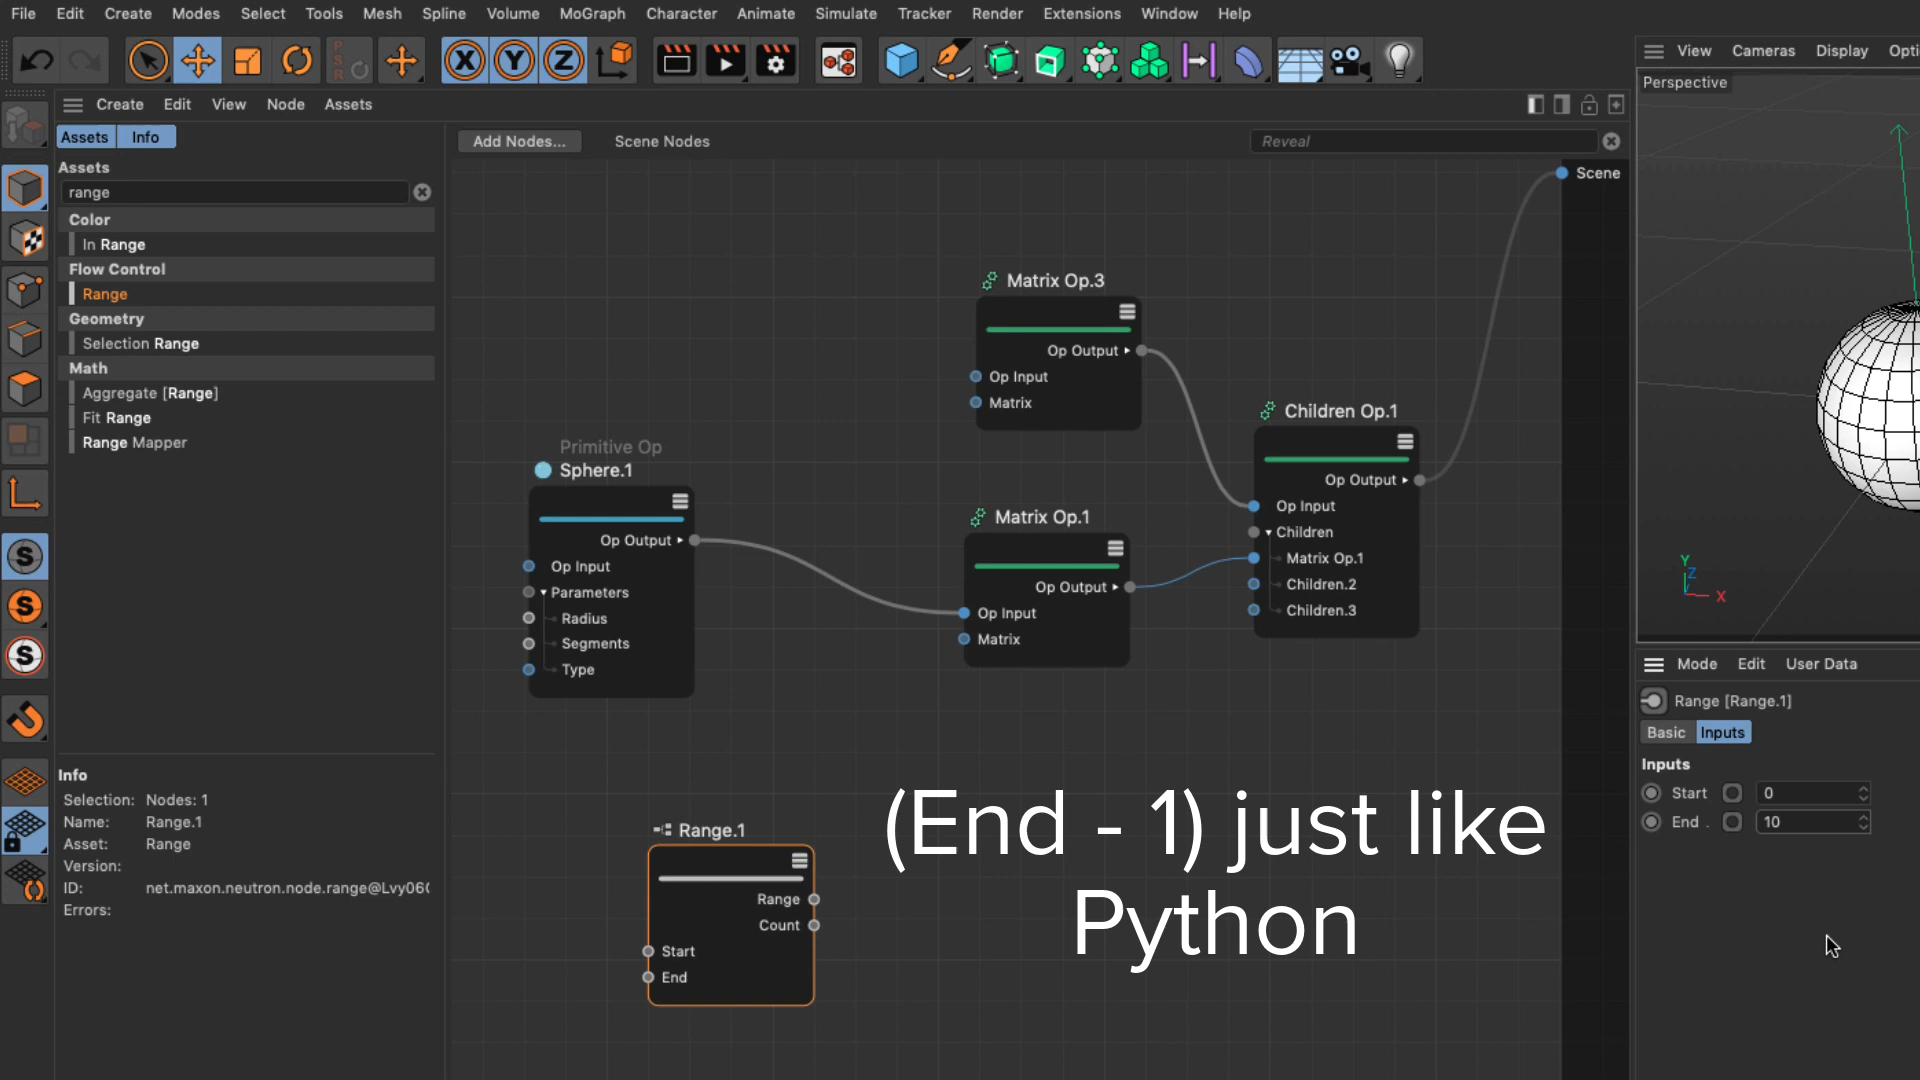 File Edit Create Modes Select Tools Mesh Spline Volume MoGraph Character Animate Simulate Tracker Render Extensions Window Help
View Cameras Display
Perspective
Create Edit View Node Assets
Assets Info
Add Nodes... Scene Nodes Reveal
Assets
range
Color
In Range
Flow Control
Range
Geometry
Selection Range
Math
Aggregate [Range]
Fit Range
Range Mapper
Scene
Matrix Op.3
Op Output
Op Input
Matrix
Children Op.1
Op Output
Op Input
Children
Matrix Op.1
Children.2
Children.3
Primitive Op
Sphere.1
Op Output
Op Input
Parameters
Radius
Segments
Type
Matrix Op.1
Op Output
Op Input
Matrix
Y
Z
X
Mode Edit User Data
Range [Range.1]
Basic Inputs
Inputs
Start 0
End . 10
Info
Selection: Nodes: 1
Name: Range.1
Asset: Range
Version:
ID: net.maxon.neutron.node.range@Lvy06
Errors:
Range.1
Range
Count
Start
End
(End - 1) just like
Python